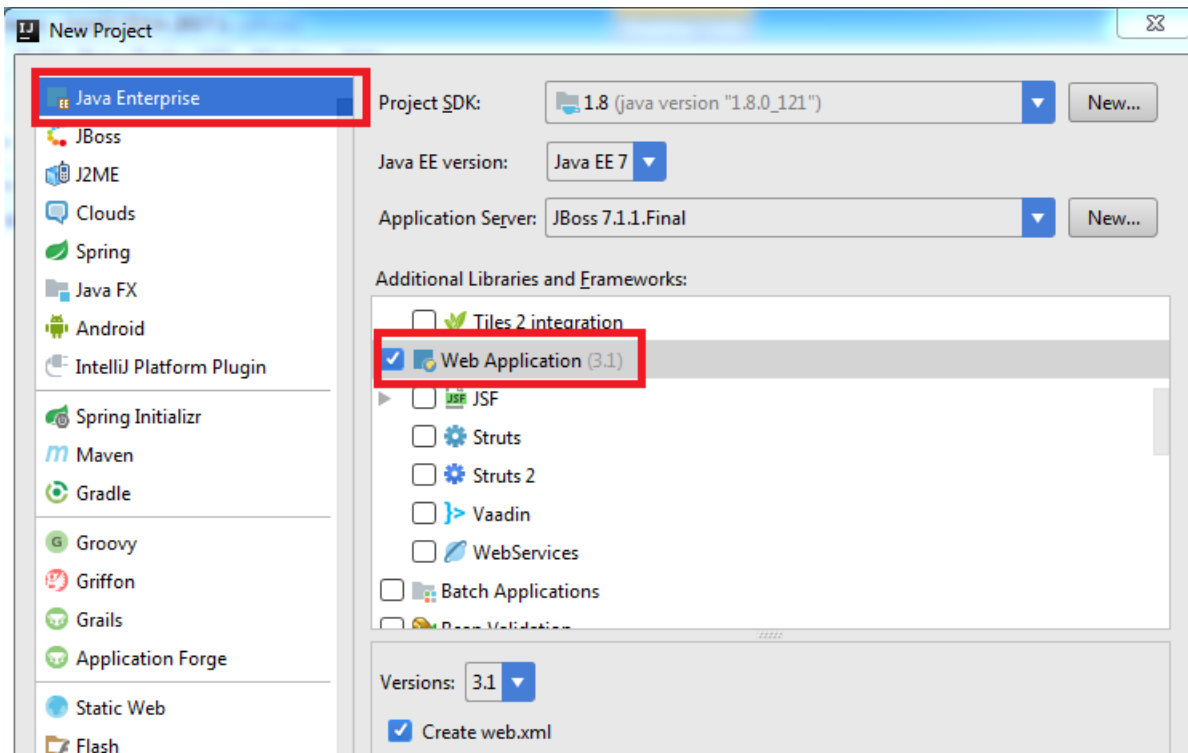 New Project
Java Enterprise
JBoss
J2ME
Clouds
Spring
Java FX
Android
IntelliJ Platform Plugin
Spring Initializr
Maven
Gradle
Groovy
Griffon
Grails
Application Forge
Static Web
Flash
Project SDK: 1.8 (java version "1.8.0_121") New...
Java EE version: Java EE 7
Application Server: JBoss 7.1.1.Final New...
Additional Libraries and Frameworks:
Tiles 2 integration
Web Application (3.1)
JSF
Struts
Struts 2
Vaadin
WebServices
Batch Applications
Bean Validation
Versions: 3.1
Create web.xml